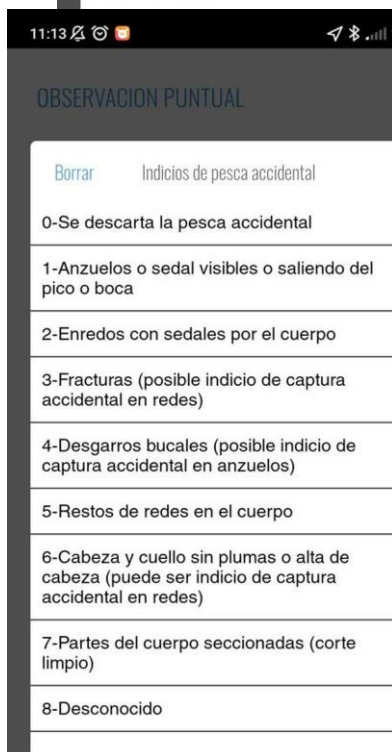 11:13
OBSERVACION PUNTUAL
Borrar Indicios de pesca accidental
0-Se descarta la pesca accidental
1-Anzuelos o sedal visibles o saliendo del
pico o boca
2-Enredos con sedales por el cuerpo
3-Fracturas (posible indicio de captura
accidental en redes)
4-Desgarros bucales (posible indicio de
captura accidental en anzuelos)
5-Restos de redes en el cuerpo
6-Cabeza y cuello sin plumas o alta de
cabeza (puede ser indicio de captura
accidental en redes)
7-Partes del cuerpo seccionadas (corte
limpio)
8-Desconocido